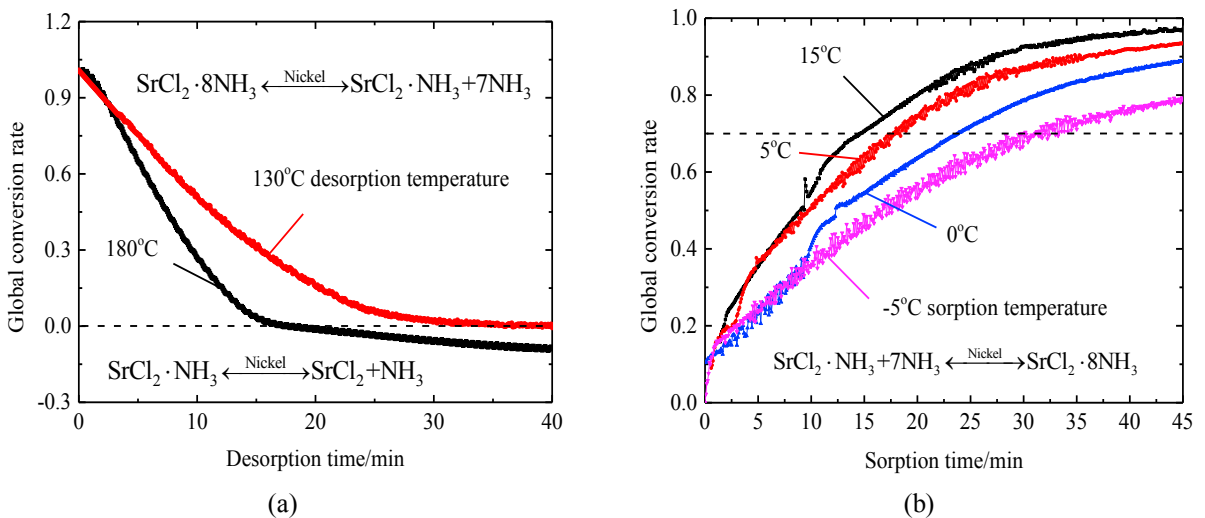 1.2
0.9
0.6
0.3
0.0
-0.3
Global conversion rate
SrCl₂·8NH₃ ⟷ SrCl₂·NH₃+7NH₃
Nickel
130°C desorption temperature
180°C
SrCl₂·NH₃ ⟷ SrCl₂+NH₃
Nickel
0 10 20 30 40
Desorption time/min
(a)
1.0
0.8
0.6
0.4
0.2
0.0
Global conversion rate
15°C
5°C
0°C
-5°C sorption temperature
SrCl₂·NH₃+7NH₃ ⟷ SrCl₂·8NH₃
Nickel
0 5 10 15 20 25 30 35 40 45
Sorption time/min
(b)